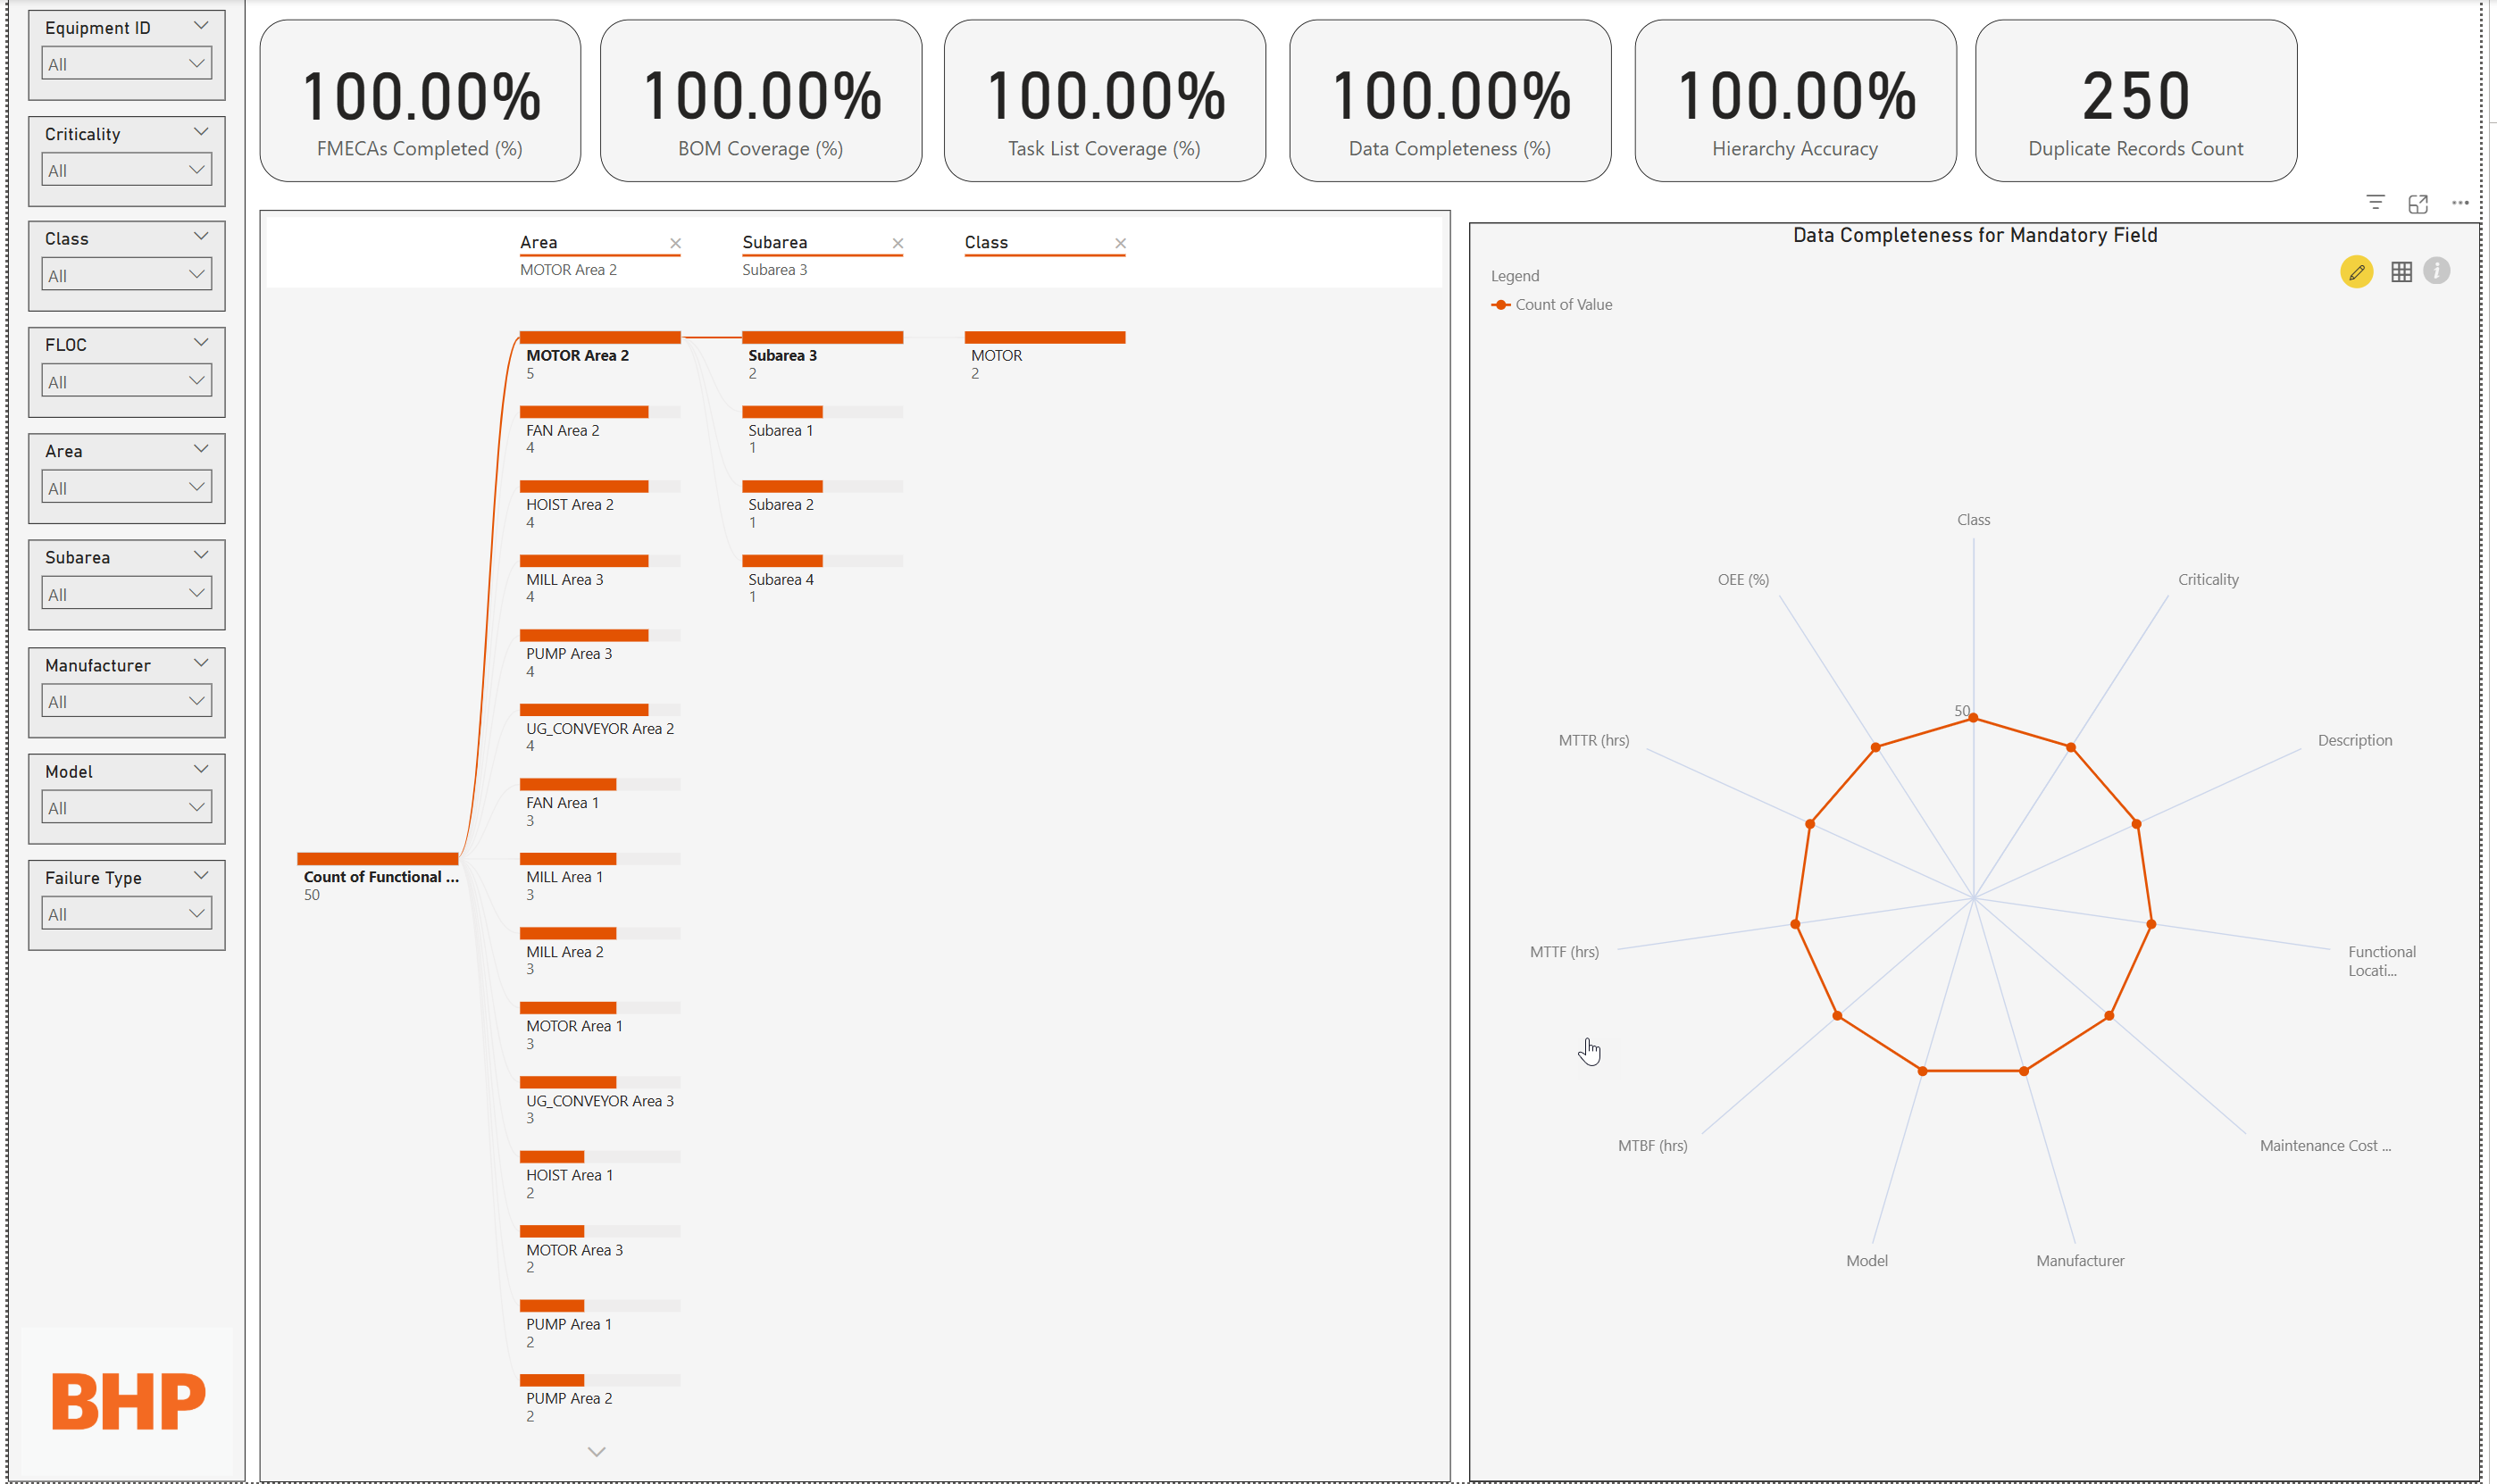 Equipment ID
All
Criticality
All
Class
All
FLOC
All
Area
All
Subarea
All
Manufacturer
All
Model
All
Failure Type
All
BHP
100.00%
FMECAs Completed (%)
100.00%
BOM Coverage (%)
100.00%
Task List Coverage (%)
100.00%
Data Completeness (%)
100.00%
Hierarchy Accuracy
250
Duplicate Records Count
Area
MOTOR Area 2
Subarea
Subarea 3
Class
Count of Functional ...
50
MOTOR Area 2
5
FAN Area 2
4
HOIST Area 2
4
MILL Area 3
4
PUMP Area 3
4
UG_CONVEYOR Area 2
4
FAN Area 1
3
MILL Area 1
3
MILL Area 2
3
MOTOR Area 1
3
UG_CONVEYOR Area 3
3
HOIST Area 1
2
MOTOR Area 3
2
PUMP Area 1
2
PUMP Area 2
2
Subarea 3
2
Subarea 1
1
Subarea 2
1
Subarea 4
1
MOTOR
2
Data Completeness for Mandatory Field
Legend
Count of Value
Class
Criticality
Description
Functional
Locati...
Maintenance Cost ...
Manufacturer
Model
MTBF (hrs)
MTTF (hrs)
MTTR (hrs)
OEE (%)
50